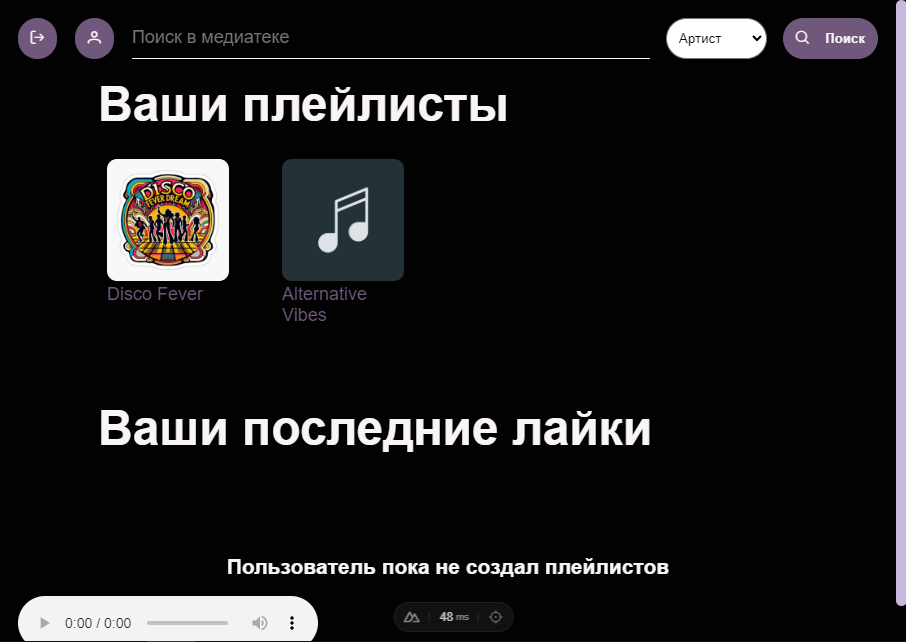 Поиск в медиатеке
Артист
Поиск
Ваши плейлисты
DISCO
FEVER DREAM
Disco Fever
Alternative
Vibes
Ваши последние лайки
Пользователь пока не создал плейлистов
0:00 / 0:00
48 ms